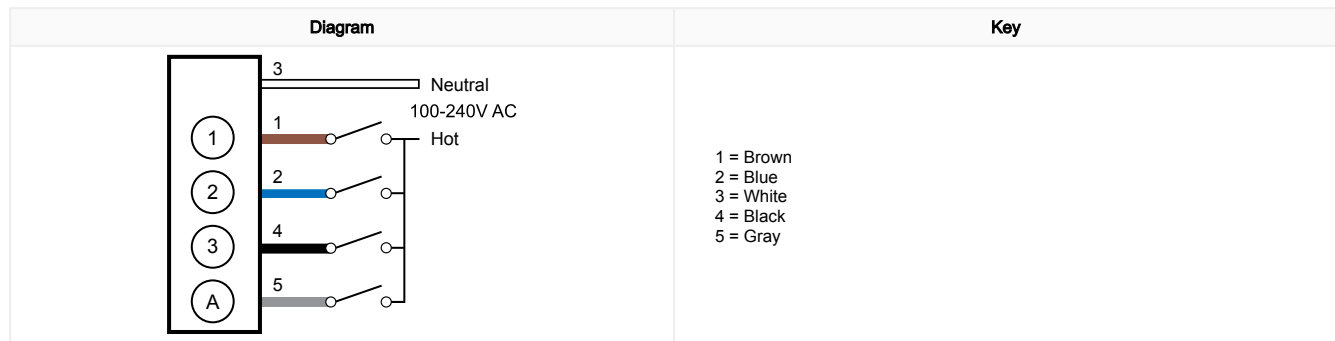 Diagram
Key
3
Neutral
100-240V AC
1
1
Hot
2
2
3
4
A
5
1 = Brown
2 = Blue
3 = White
4 = Black
5 = Gray